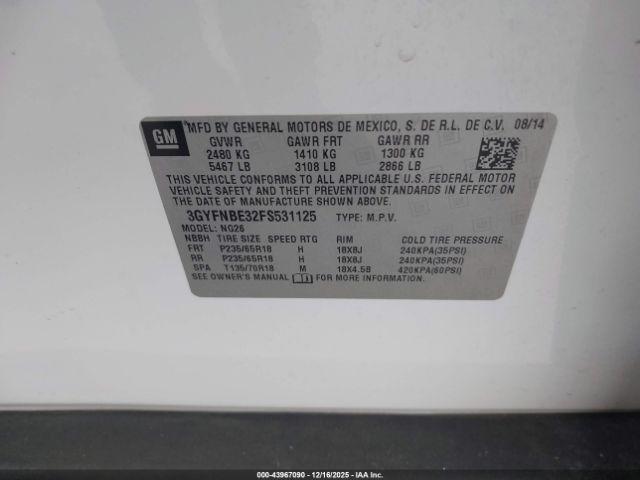 GM
MFD BY GENERAL MOTORS DE MEXICO, S. DE R.L. DE C.V. 08/14
GVWR GAWR FRT GAWR RR
2480 KG 1410 KG 1300 KG
5467 LB 3108 LB 2866 LB
THIS VEHICLE CONFORMS TO ALL APPLICABLE U.S. FEDERAL MOTOR
VEHICLE SAFETY AND THEFT PREVENTION STANDARDS IN EFFECT ON
THE DATE OF MANUFACTURE SHOWN ABOVE.
3GYFNBE32FS531125 TYPE: M.P.V.
MODEL: NG26
NBBH TIRE SIZE SPEED RTG RIM COLD TIRE PRESSURE
FRT P235/65R18 H 18X8J 240KPA(35PSI)
RR P235/65R18 H 18X8J 240KPA(35PSI)
SPA T135/70R18 M 18X4.5B 420KPA(60PSI)
SEE OWNER'S MANUAL FOR MORE INFORMATION.
000-43967090 | 12/16/2025 - Copyright IAA, LLC